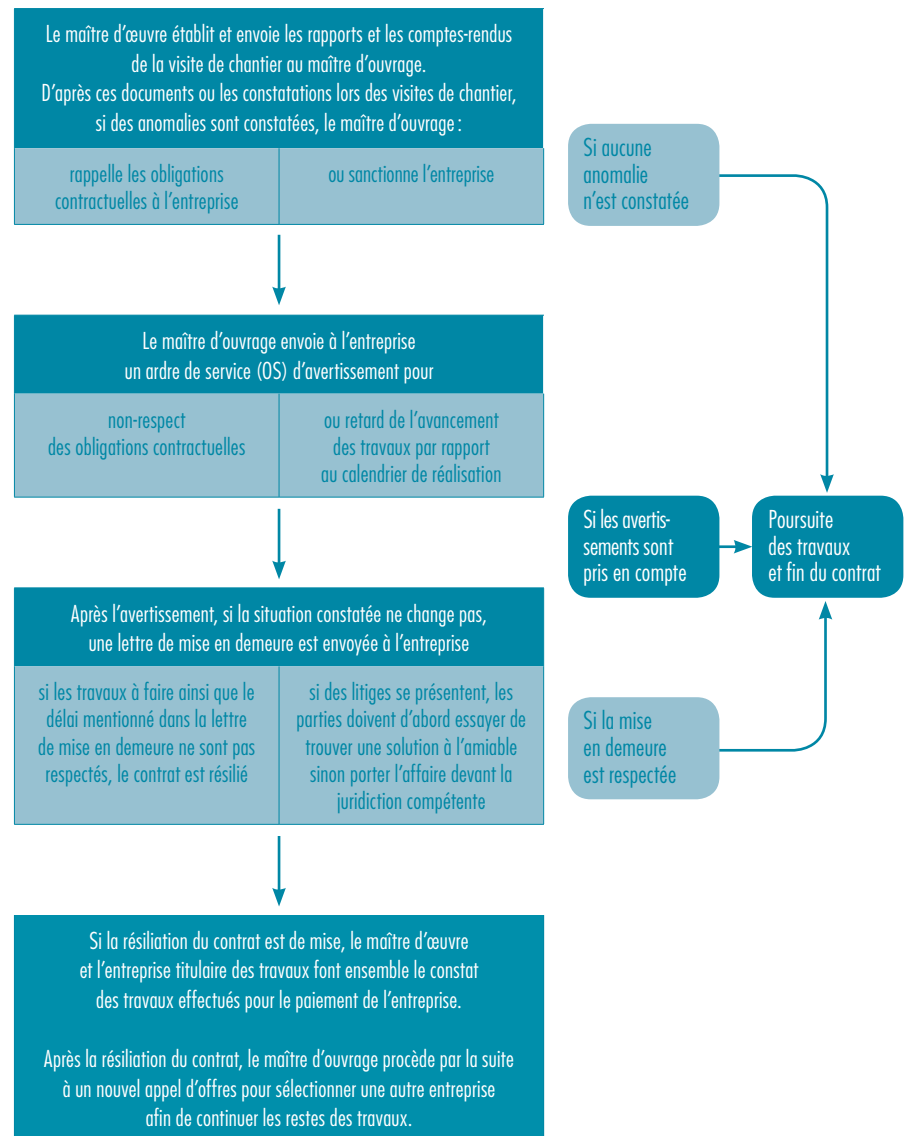 Le maître d'œuvre établit et envoie les rapports et les comptes-rendus
de la visite de chantier au maître d'ouvrage.
D'après ces documents ou les constatations lors des visites de chantier,
si des anomalies sont constatées, le maître d'ouvrage :
rappelle les obligations
contractuelles à l'entreprise
ou sanctionne l'entreprise
Si aucune
anomalie
n'est constatée
Le maître d'ouvrage envoie à l'entreprise
un ardre de service (OS) d'avertissement pour
non-respect
des obligations contractuelles
ou retard de l'avancement
des travaux par rapport
au calendrier de réalisation
Si les avertis-
sements sont
pris en compte
Poursuite
des travaux
et fin du contrat
Après l'avertissement, si la situation constatée ne change pas,
une lettre de mise en demeure est envoyée à l'entreprise
si les travaux à faire ainsi que le
délai mentionné dans la lettre
de mise en demeure ne sont pas
respectés, le contrat est résilié
si des litiges se présentent, les
parties doivent d'abord essayer de
trouver une solution à l'amiable
sinon porter l'affaire devant la
juridiction compétente
Si la mise
en demeure
est respectée
Si la résiliation du contrat est de mise, le maître d'œuvre
et l'entreprise titulaire des travaux font ensemble le constat
des travaux effectués pour le paiement de l'entreprise.
Après la résiliation du contrat, le maître d'ouvrage procède par la suite
à un nouvel appel d'offres pour sélectionner une autre entreprise
afin de continuer les restes des travaux.